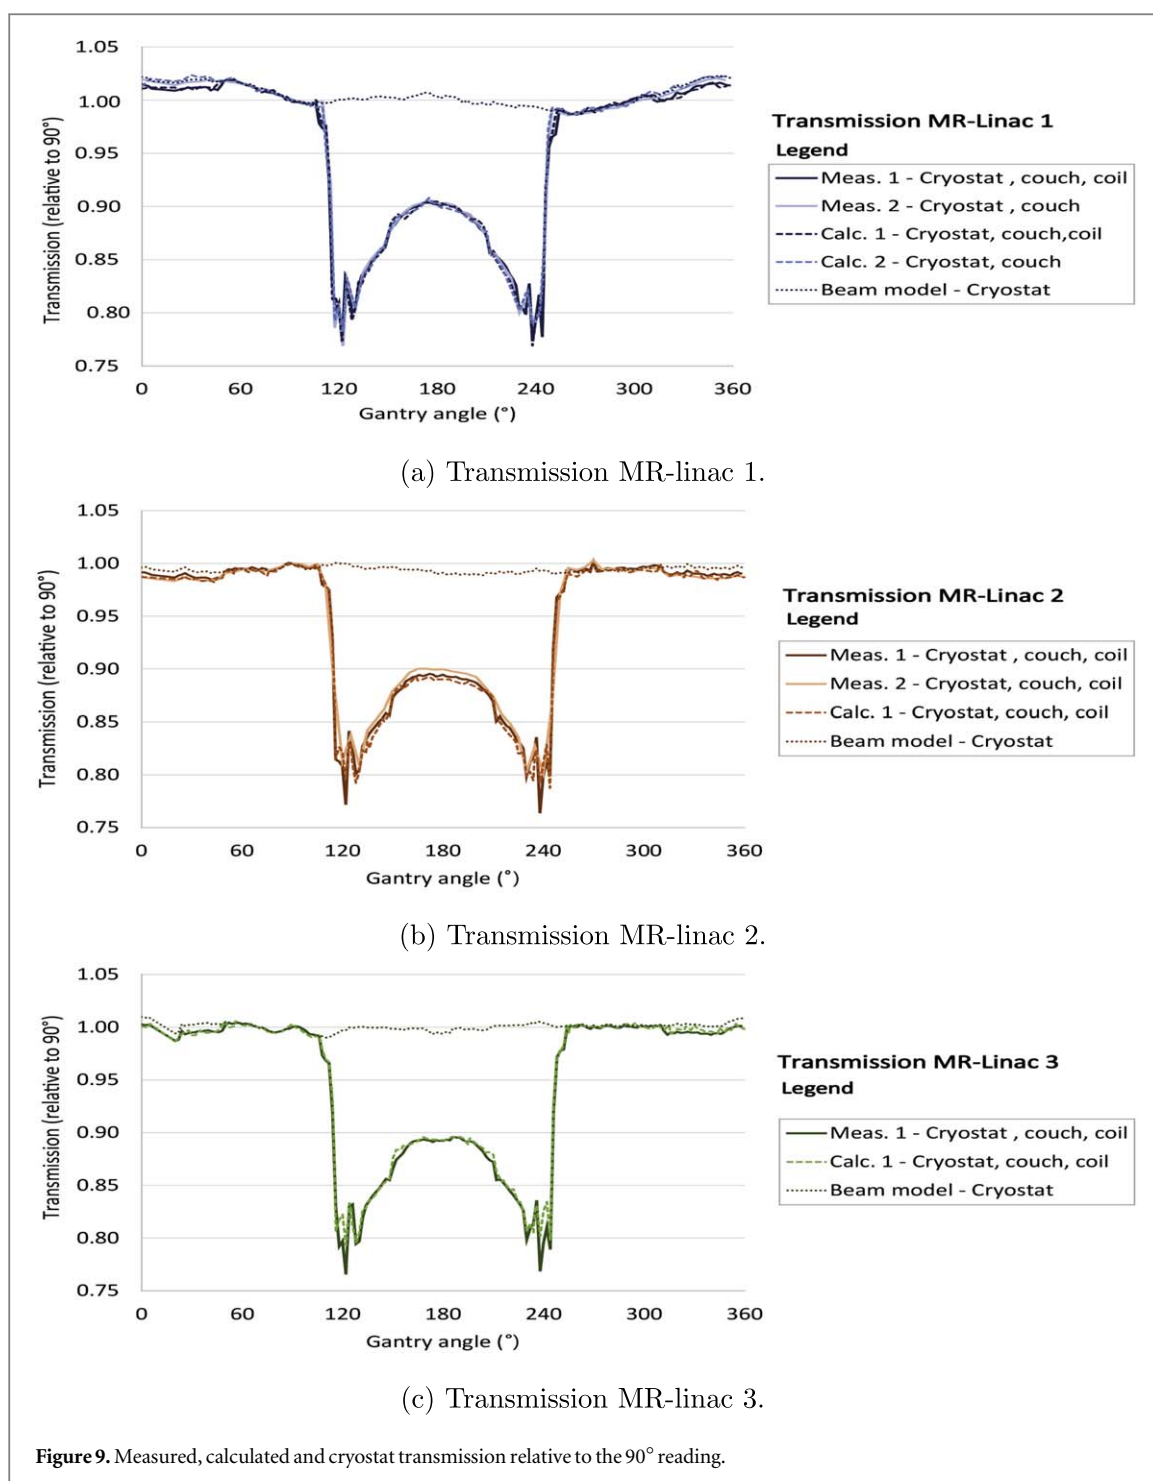 1.05
1.00
0.95
0.90
0.85
0.80
0.75
Transmission (relative to 90°)
0 60 120 180 240 300 360
Gantry angle (°)
Transmission MR-Linac 1
Legend
Meas. 1 - Cryostat , couch, coil
Meas. 2 - Cryostat , couch
Calc. 1 - Cryostat, couch,coil
Calc. 2 - Cryostat, couch
Beam model - Cryostat
(a) Transmission MR-linac 1.
1.05
1.00
0.95
0.90
0.85
0.80
0.75
Transmission (relative to 90°)
0 60 120 180 240 300 360
Gantry angle (°)
Transmission MR-Linac 2
Legend
Meas. 1 - Cryostat , couch, coil
Meas. 2 - Cryostat, couch, coil
Calc. 1 - Cryostat, couch, coil
Beam model - Cryostat
(b) Transmission MR-linac 2.
1.05
1.00
0.95
0.90
0.85
0.80
0.75
Transmission (relative to 90°)
0 60 120 180 240 300 360
Gantry angle (°)
Transmission MR-Linac 3
Legend
Meas. 1 - Cryostat , couch, coil
Calc. 1 - Cryostat, couch, coil
Beam model - Cryostat
(c) Transmission MR-linac 3.
Figure 9. Measured, calculated and cryostat transmission relative to the 90° reading.